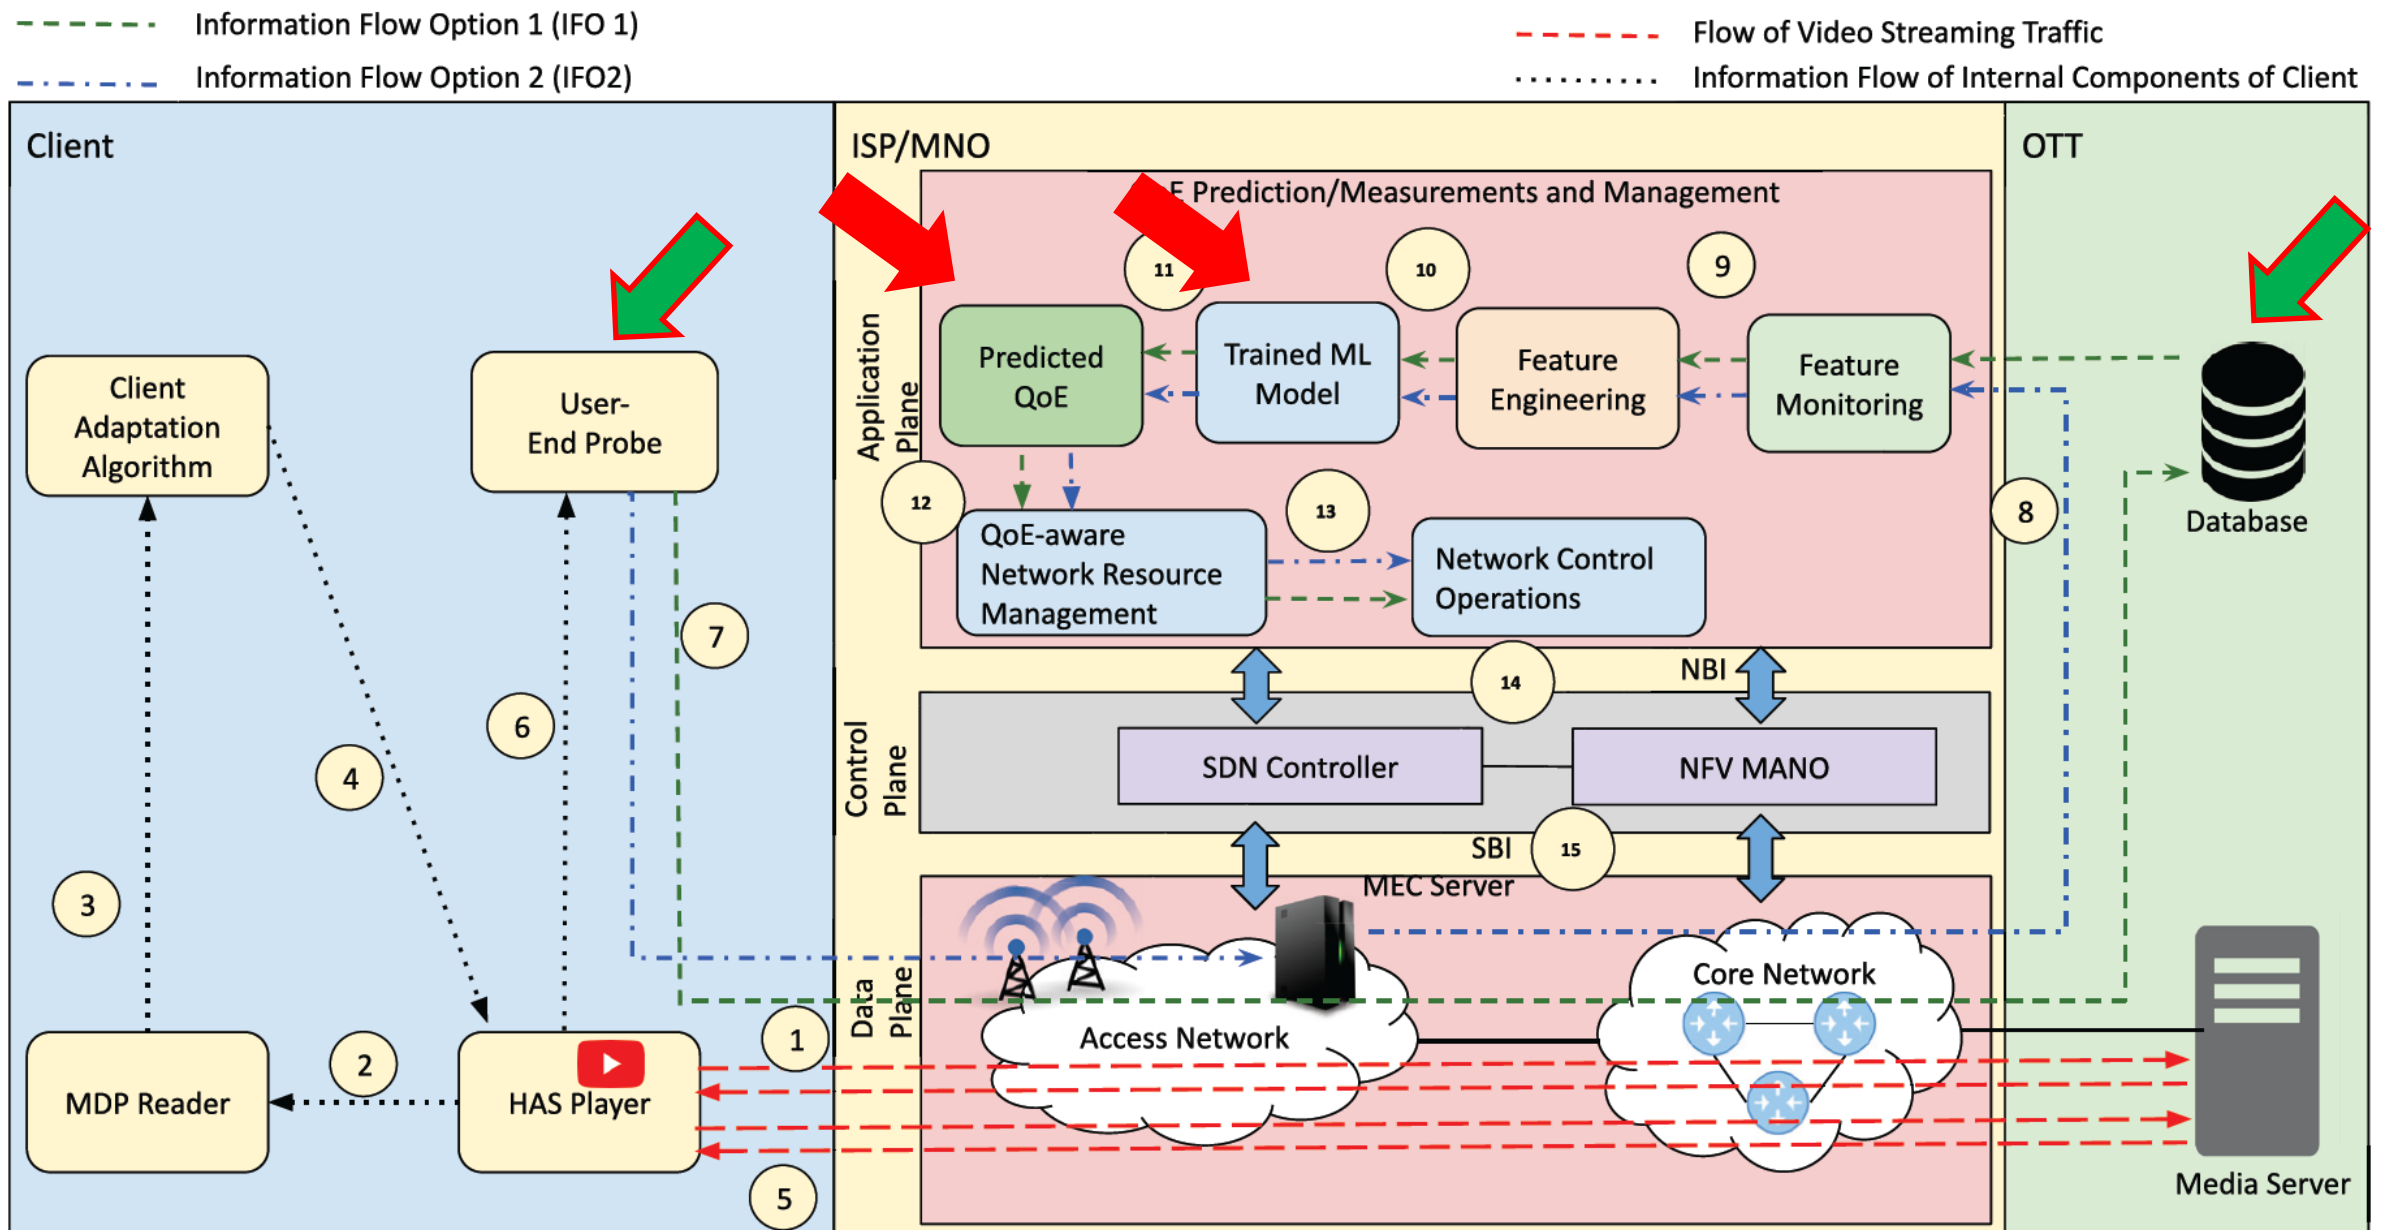 Information Flow Option 1 (IFO 1)
Information Flow Option 2 (IFO2)
Flow of Video Streaming Traffic
Information Flow of Internal Components of Client
Client
ISP/MNO
OTT
E Prediction/Measurements and Management
11
10
9
Application
Plane
Client
Adaptation
Algorithm
User-
End Probe
Predicted
QoE
Trained ML
Model
Feature
Engineering
Feature
Monitoring
Database
12
13
8
QoE-aware
Network Resource
Management
Network Control
Operations
7
6
4
3
14
NBI
Control
Plane
SDN Controller
NFV MANO
SBI
15
MEC Server
Data
Plane
Core Network
Access Network
1
2
MDP Reader
HAS Player
5
Media Server